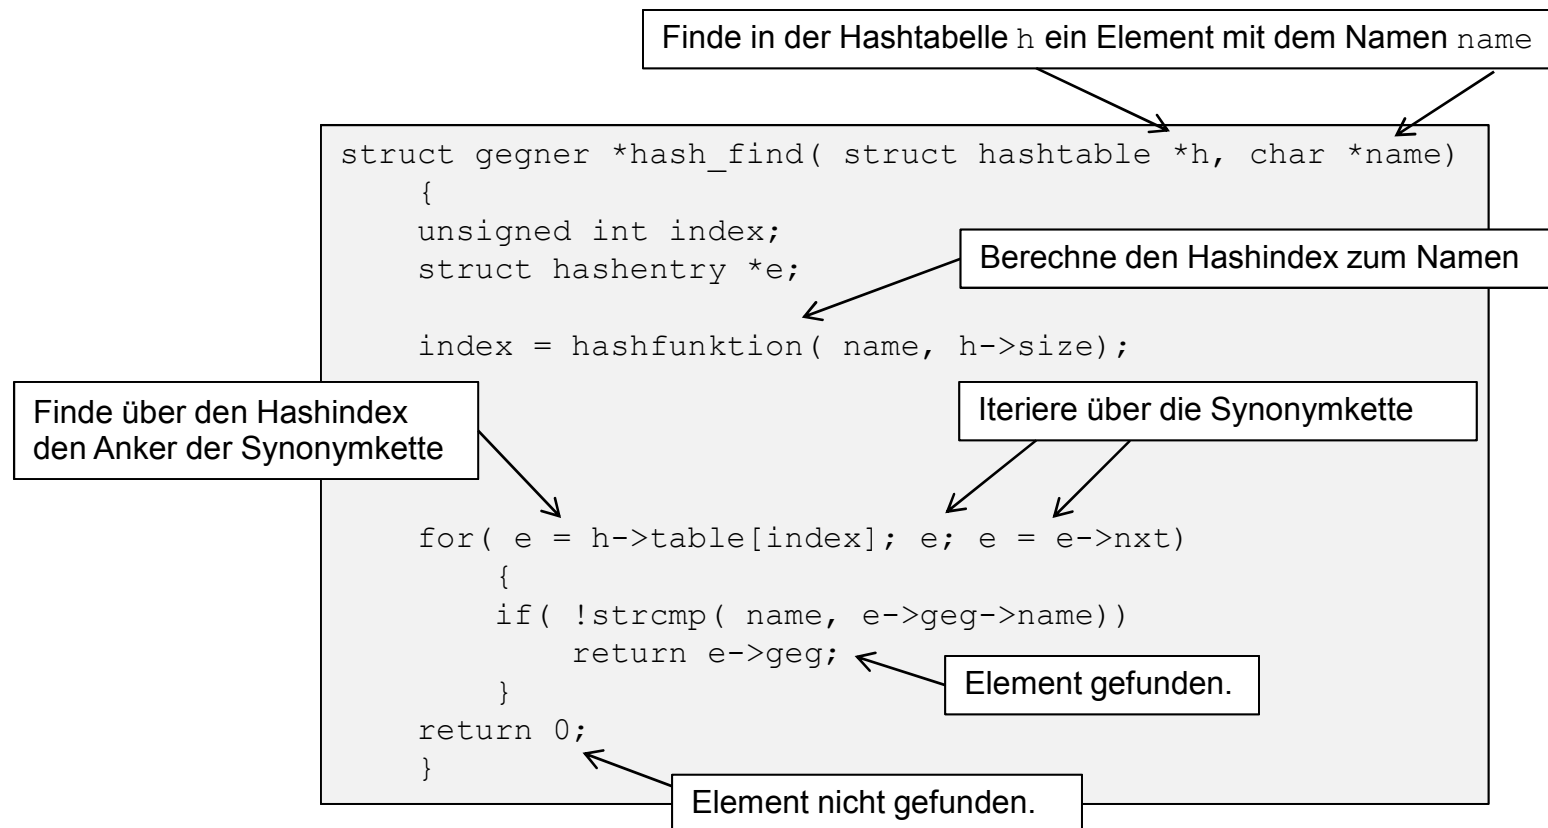 Finde in der Hashtabelle h ein Element mit dem Namen name
struct gegner *hash_find( struct hashtable *h, char *name)
{
unsigned int index;
struct hashentry *e;
Berechne den Hashindex zum Namen
index = hashfunktion( name, h->size);
Finde über den Hashindex
den Anker der Synonymkette
Iteriere über die Synonymkette
for( e = h->table[index]; e; e = e->nxt)
{
if( !strcmp( name, e->geg->name))
return e->geg;
Element gefunden.
}
return 0;
}
Element nicht gefunden.